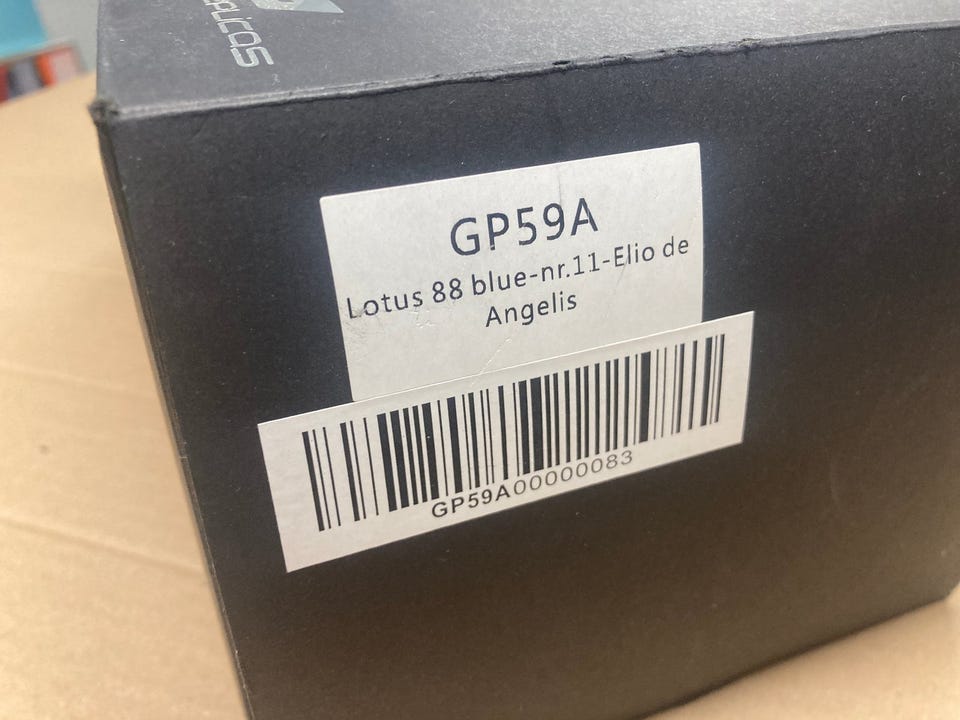 GP59A
Lotus 88 blue-nr.11-Elio de
Angelis
GP59A00000083